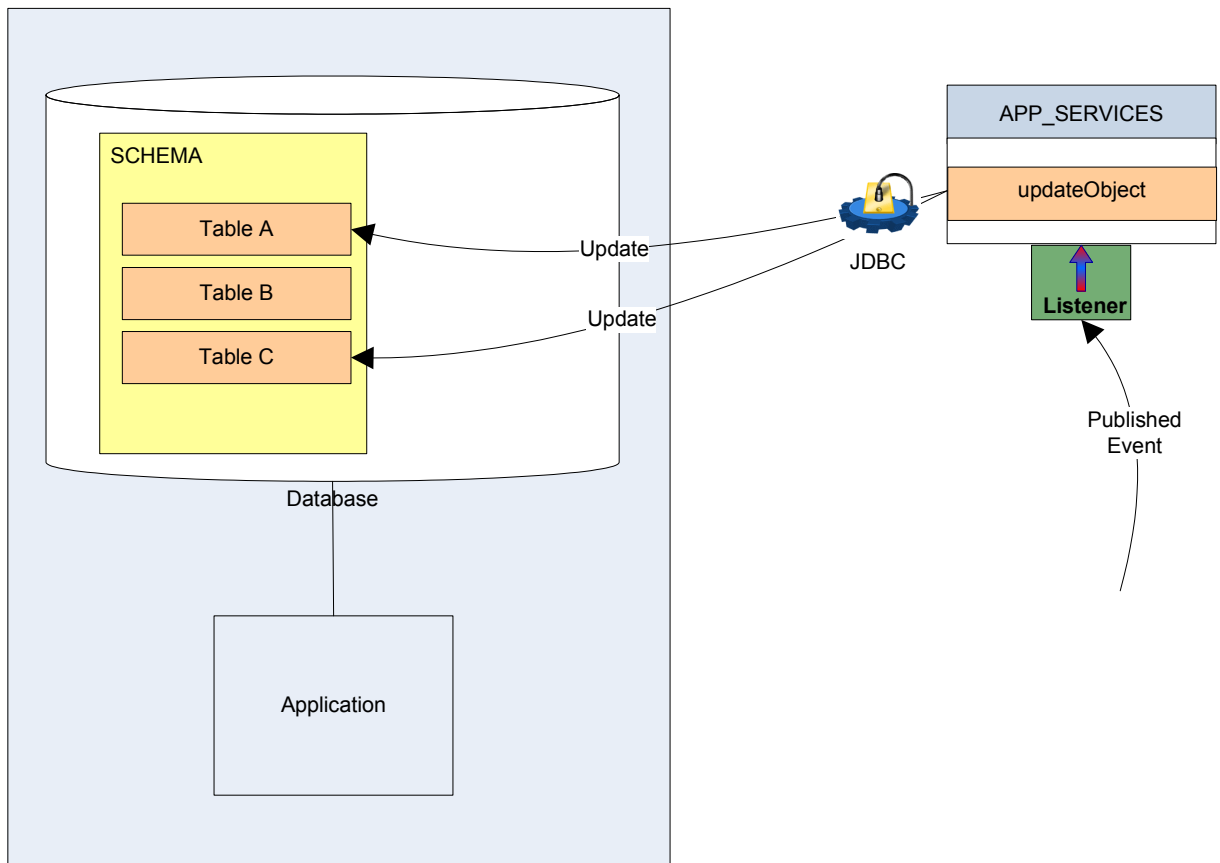 SCHEMA
Table A
Table B
Table C
Update
Update
JDBC
APP_SERVICES
updateObject
Listener
Published
Event
Database
Application